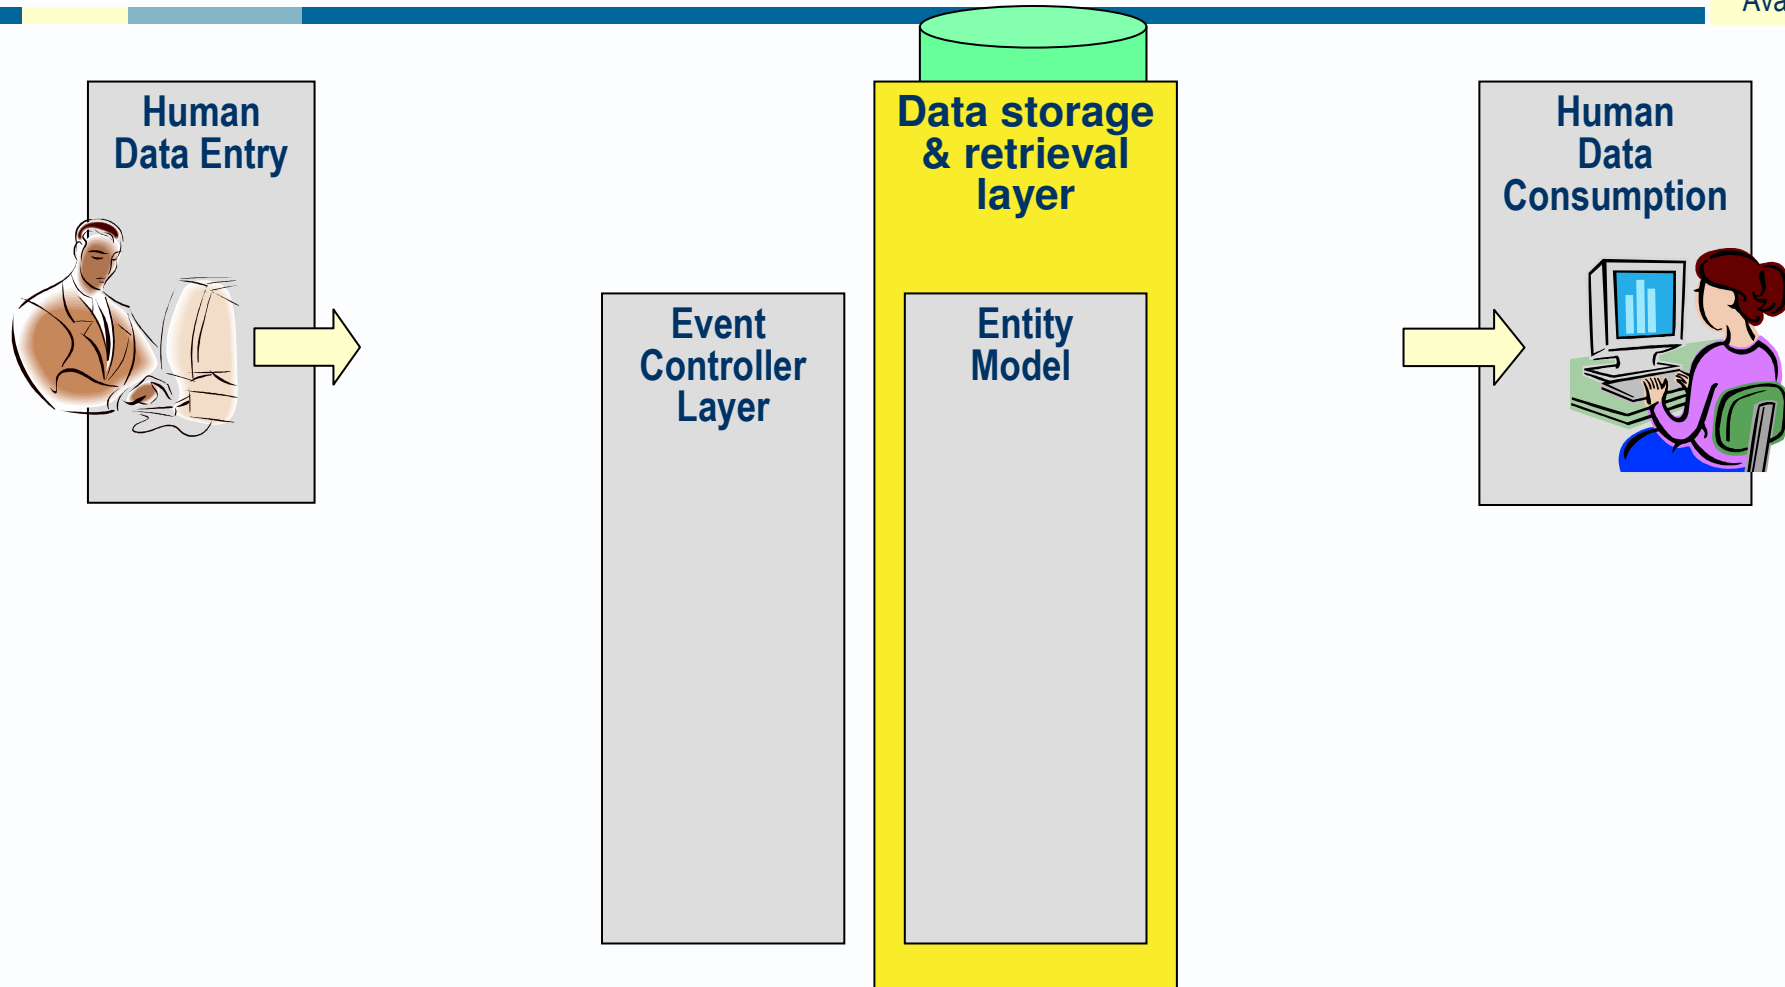 Human
Data Entry
Data storage
& retrieval
layer
Human
Data
Consumption
Event
Controller
Layer
Entity
Model